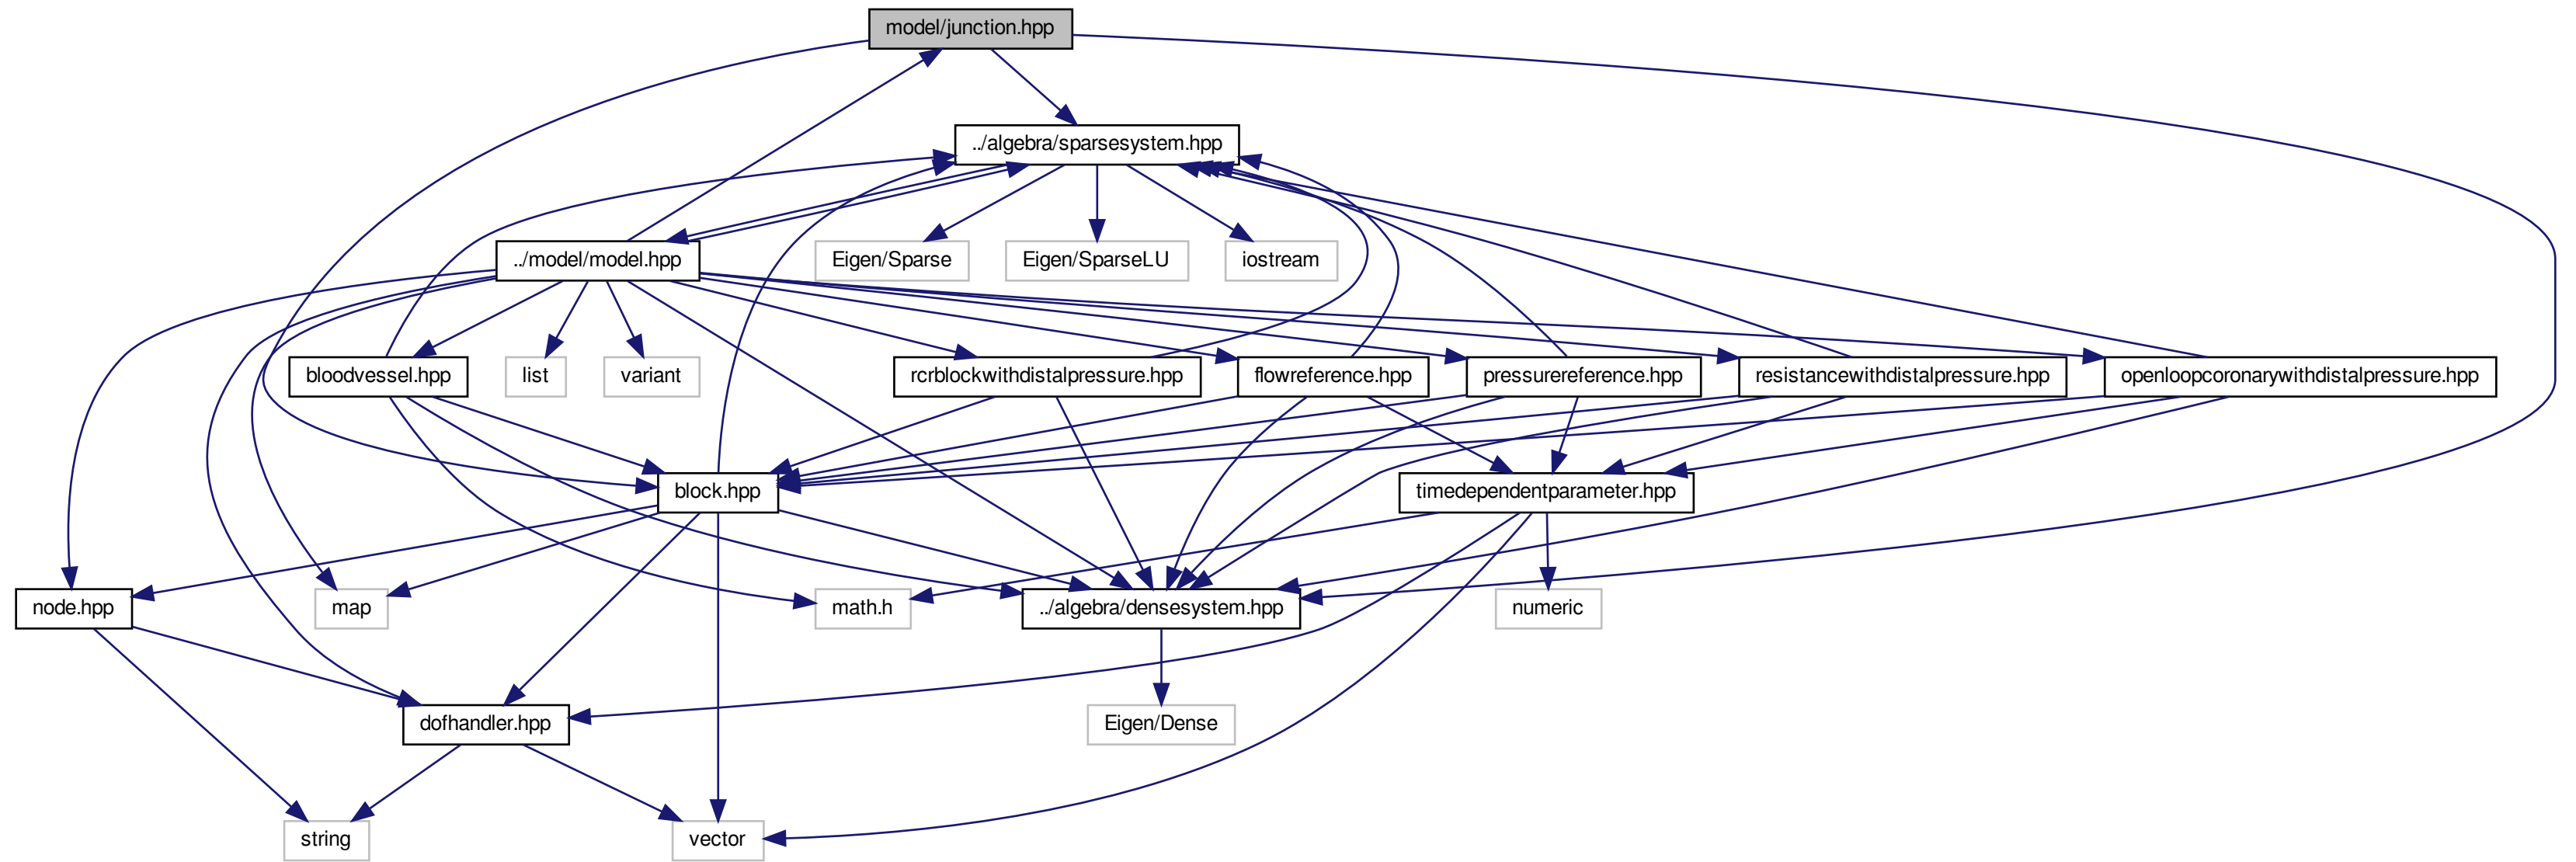 model/junction.hpp
../algebra/sparsesystem.hpp
../model/model.hpp
Eigen/Sparse
Eigen/SparseLU
iostream
bloodvessel.hpp
list
variant
rcrblockwithdistalpressure.hpp
flowreference.hpp
pressurereference.hpp
resistancewithdistalpressure.hpp
openloopcoronarywithdistalpressure.hpp
block.hpp
timedependentparameter.hpp
node.hpp
map
math.h
../algebra/densesystem.hpp
numeric
dofhandler.hpp
Eigen/Dense
string
vector